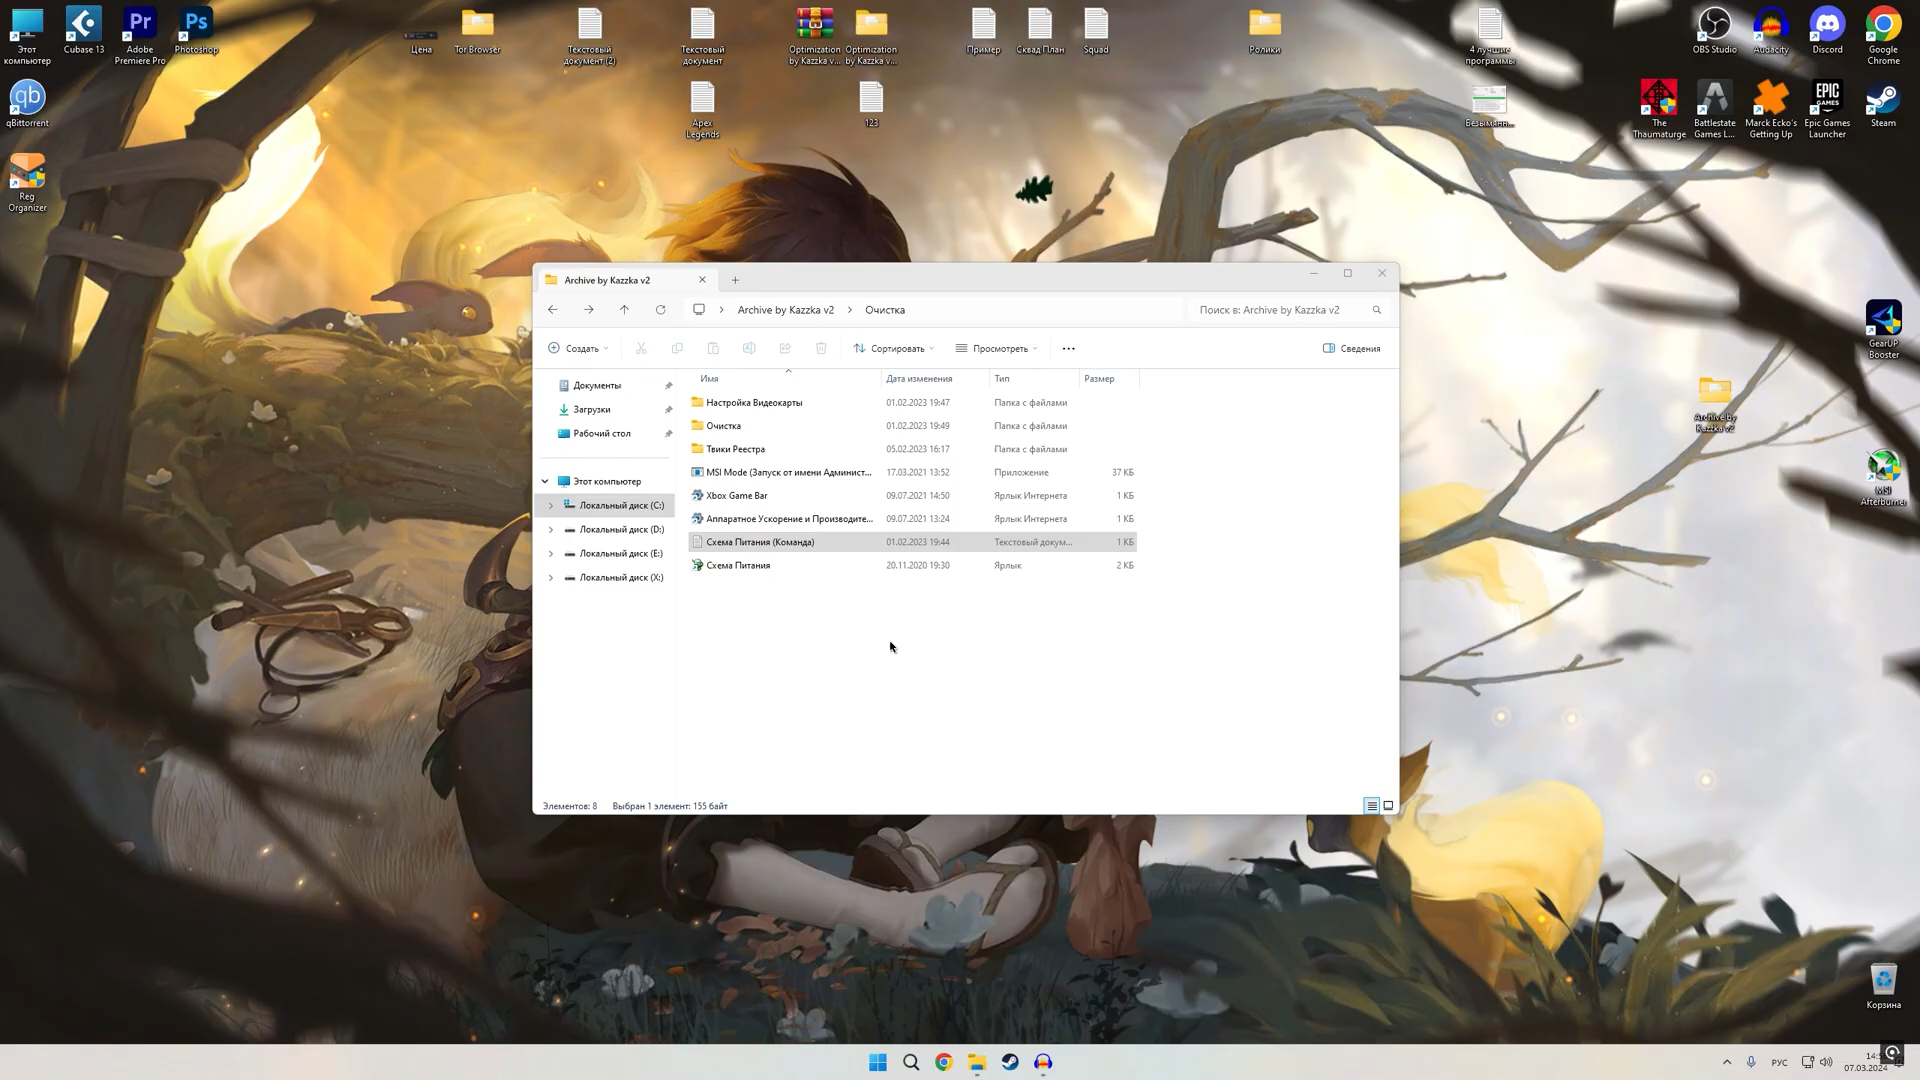 Этот
компьютер
Cubase 13
Adobe
Premiere Pro
Photoshop
Цена
Tor Browser
Текстовый
документ (2)
Текстовый
документ
Optimization
by Kazzka v...
Optimization
by Kazzka v...
Пример
Сквад План
Squad
Ролики
4 лучшие
программы
OBS Studio
Audacity
Discord
Google
Chrome
qBittorrent
Apex
Legends
123
Безымянн...
The
Thaumaturge
Battlestate
Games L...
Marck Ecko's
Getting Up
Epic Games
Launcher
Steam
Reg
Organizer
GearUP
Booster
Archive by
Kazzka v2
MSI
Afterburner
Корзина
Archive by Kazzka v2
Archive by Kazzka v2
Очистка
Поиск в: Archive by Kazzka v2
Создать
Сортировать
Просмотреть
Сведения
Имя Дата изменения Тип Размер
Документы
Загрузки
Рабочий стол
Этот компьютер
Локальный диск (C:)
Локальный диск (D:)
Локальный диск (E:)
Локальный диск (X:)
Настройка Видеокарты 01.02.2023 19:47 Папка с файлами
Очистка 01.02.2023 19:49 Папка с файлами
Твики Реестра 05.02.2023 16:17 Папка с файлами
MSI Mode (Запуск от имени Админист... 17.03.2021 13:52 Приложение 37 КБ
Xbox Game Bar 09.07.2021 14:50 Ярлык Интернета 1 КБ
Аппаратное Ускорение и Производите... 09.07.2021 13:24 Ярлык Интернета 1 КБ
Схема Питания (Команда) 01.02.2023 19:44 Текстовый докум... 1 КБ
Схема Питания 20.11.2020 19:30 Ярлык 2 КБ
Элементов: 8 Выбран 1 элемент: 155 байт
РУС
07.03.2024